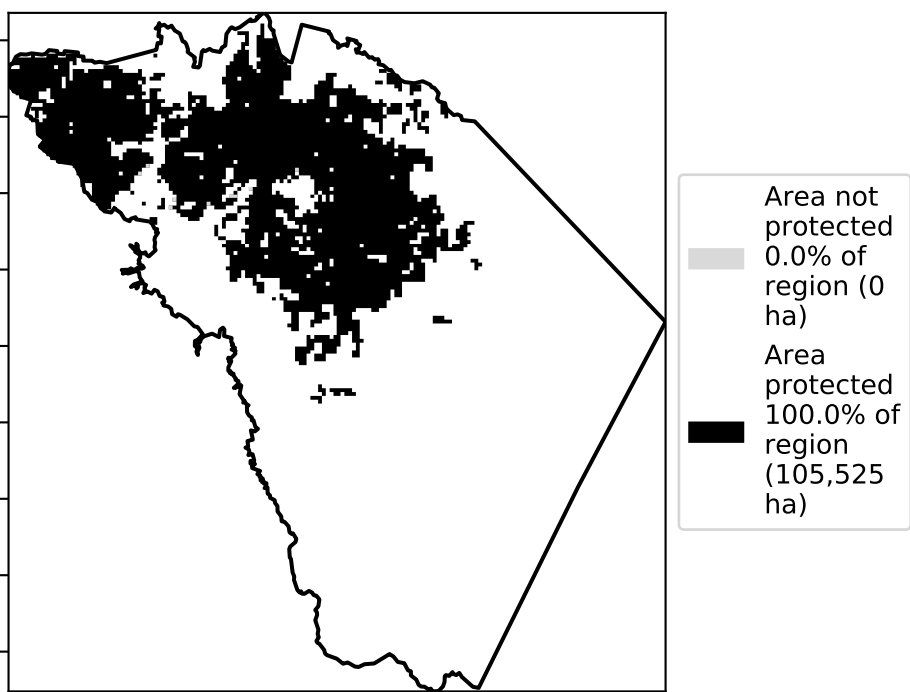 Area not
protected
0.0% of
region (0
ha)
Area
protected
100.0% of
region
(105,525
ha)